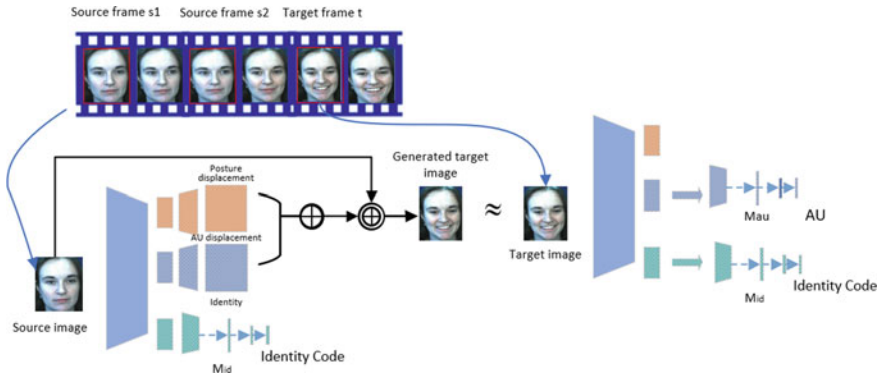 Source frame s1
Source frame s2
Target frame t
Posture
displacement
AU displacement
Identity
Source image
Mid
Identity Code
Generated target
image
≈
Target image
Mau
AU
Mid
Identity Code